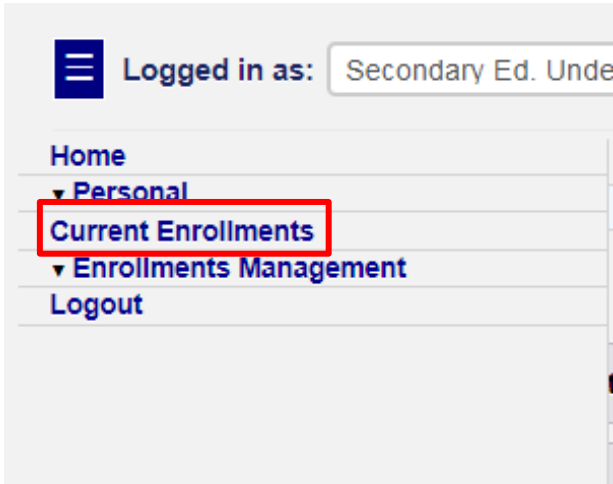 Logged in as: Secondary Ed. Unde
Home
▾ Personal
Current Enrollments
▾ Enrollments Management
Logout